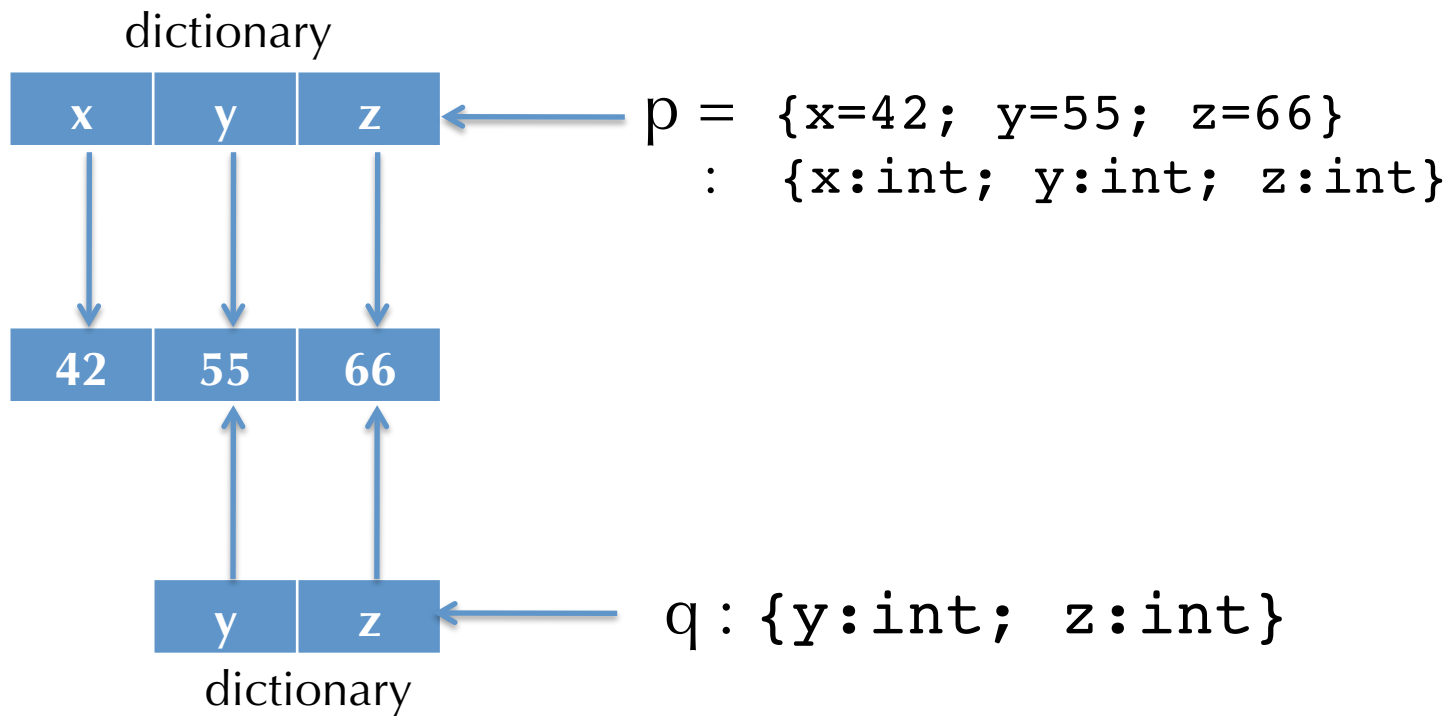 dictionary
x y z
p = {x=42; y=55; z=66}
: {x:int; y:int; z:int}
42 55 66
y z
q : {y:int; z:int}
dictionary